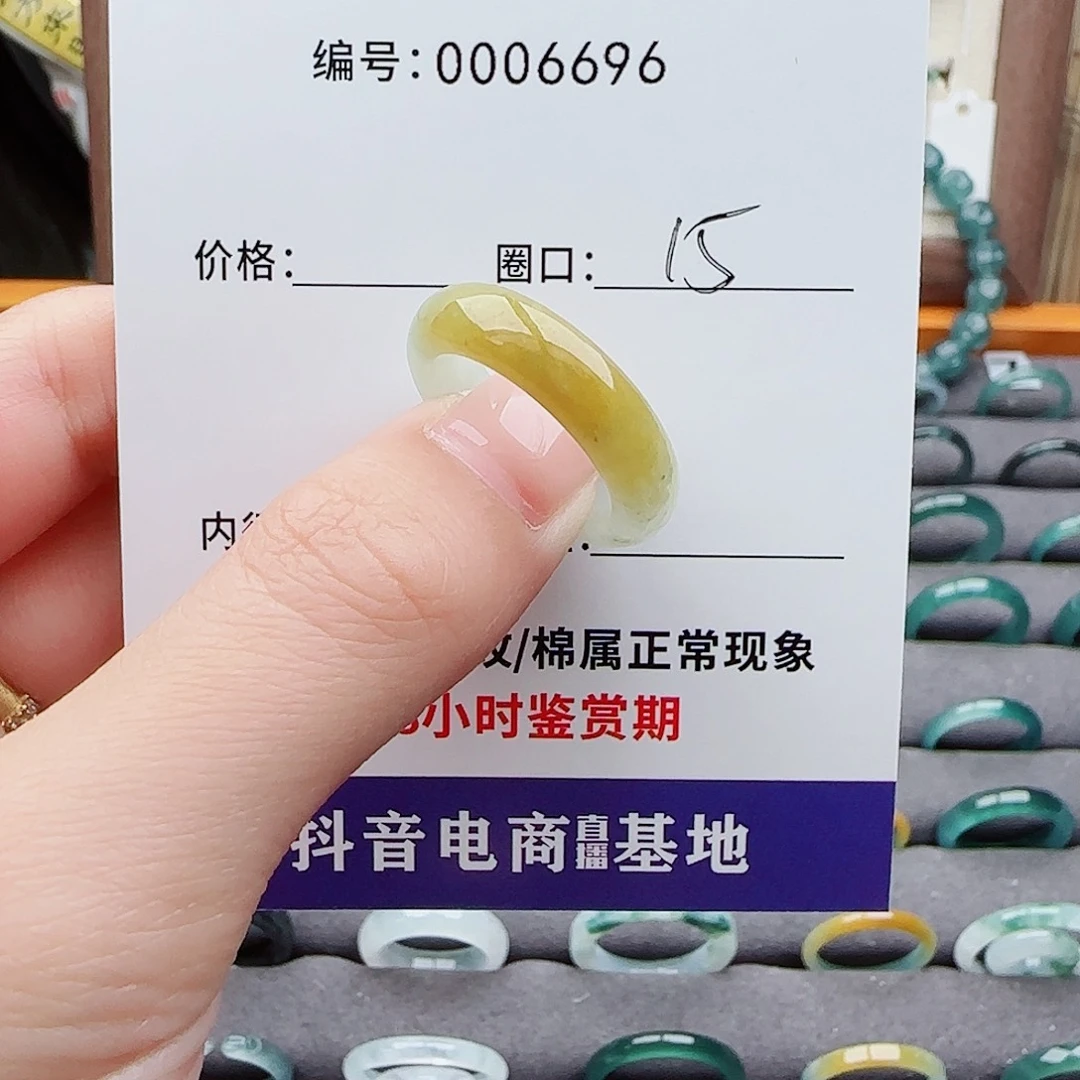 编号：0006696
价格： 圈口：15
内
纹/棉属正常现象
小时鉴赏期
抖音电商直播基地